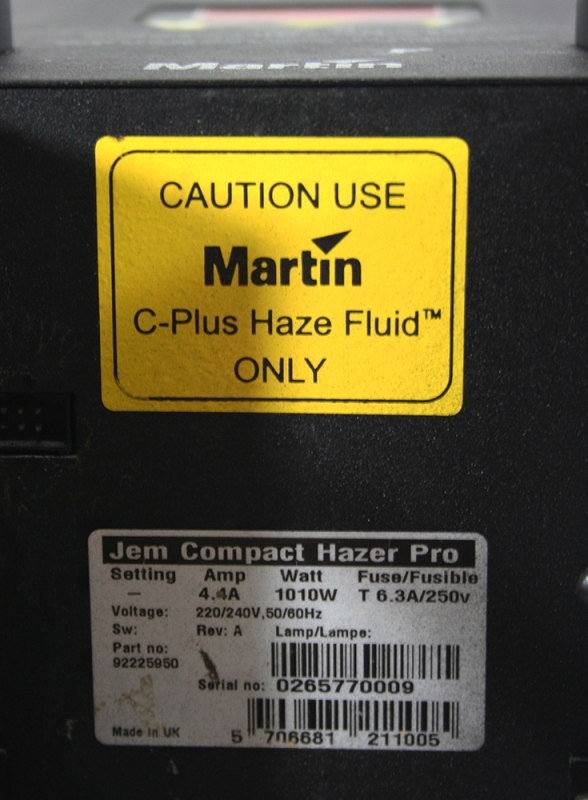 Martin
CAUTION USE
Martin
C-Plus Haze Fluid™
ONLY
Jem Compact Hazer Pro
Setting Amp Watt Fuse/Fusible
– 4.4A 1010W T 6.3A/250v
Voltage: 220/240V,50/60Hz
Sw: Rev: A Lamp/Lampe:
Part no:
92225950
Serial no: 0265770009
Made in UK 5 706681 211005